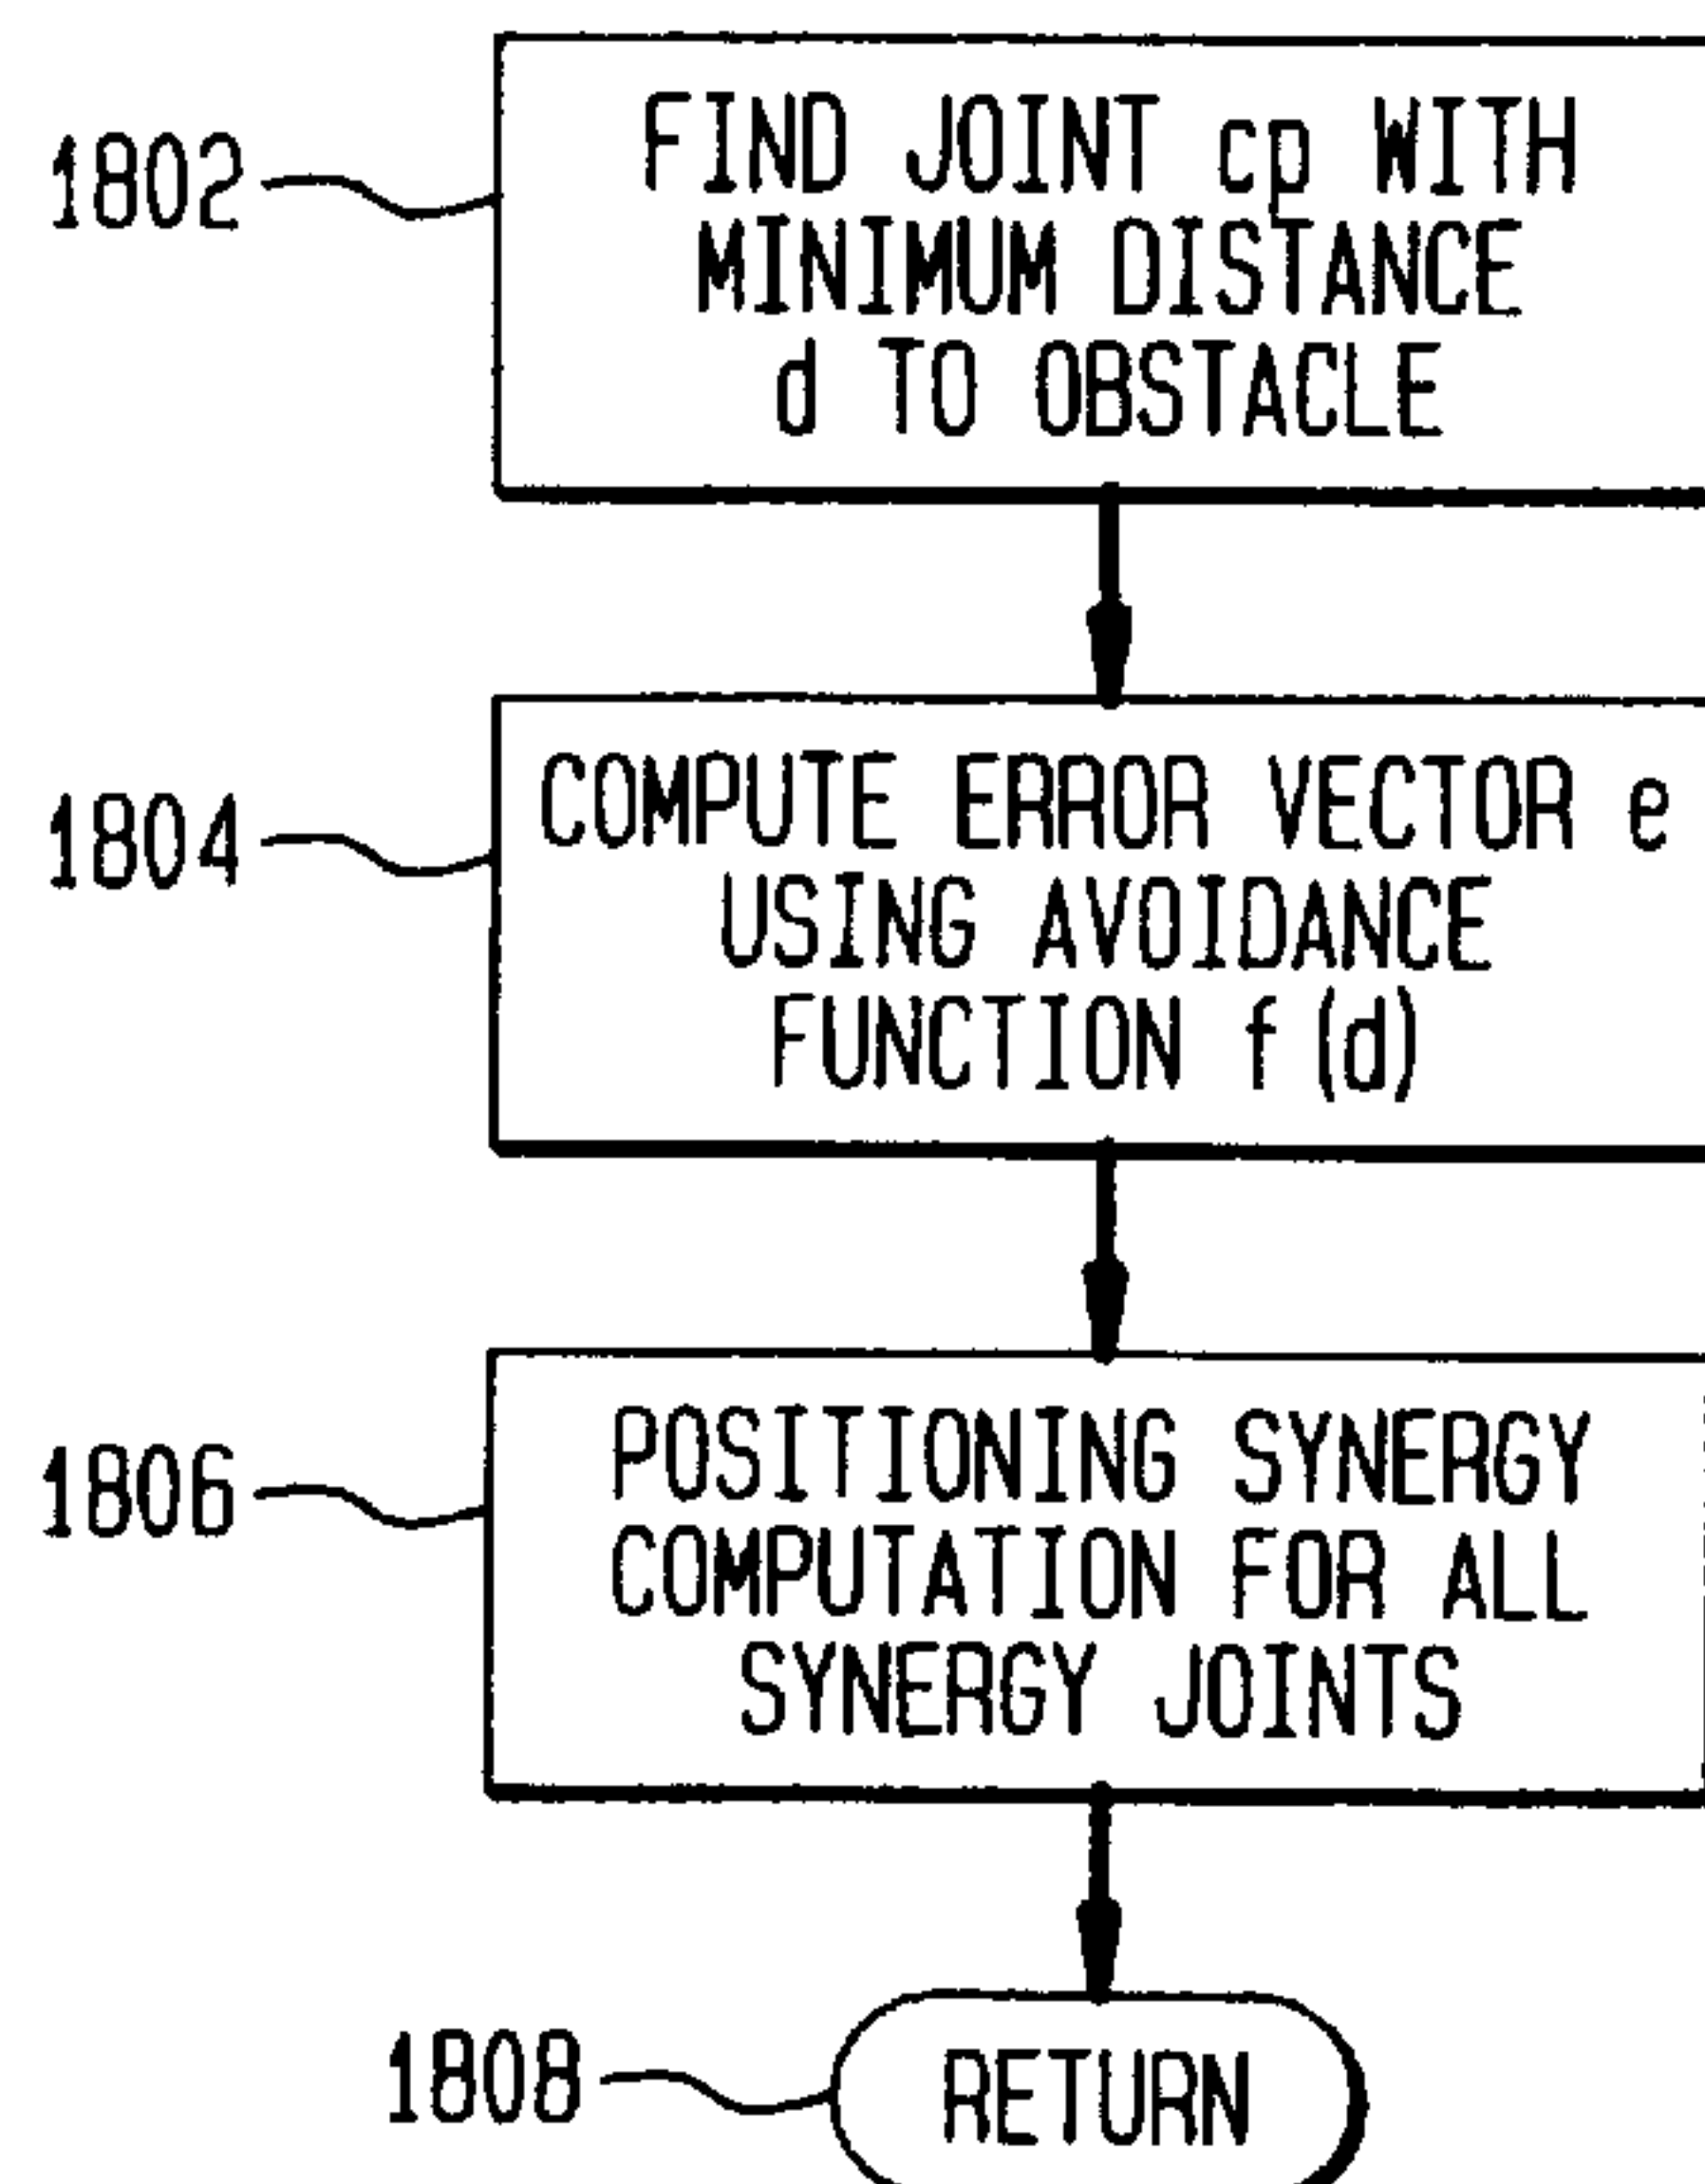 1802
FIND JOINT cp WITH
MINIMUM DISTANCE
d TO OBSTACLE
1804
COMPUTE ERROR VECTOR e
USING AVOIDANCE
FUNCTION f (d)
1806
POSITIONING SYNERGY
COMPUTATION FOR ALL
SYNERGY JOINTS
1808
RETURN